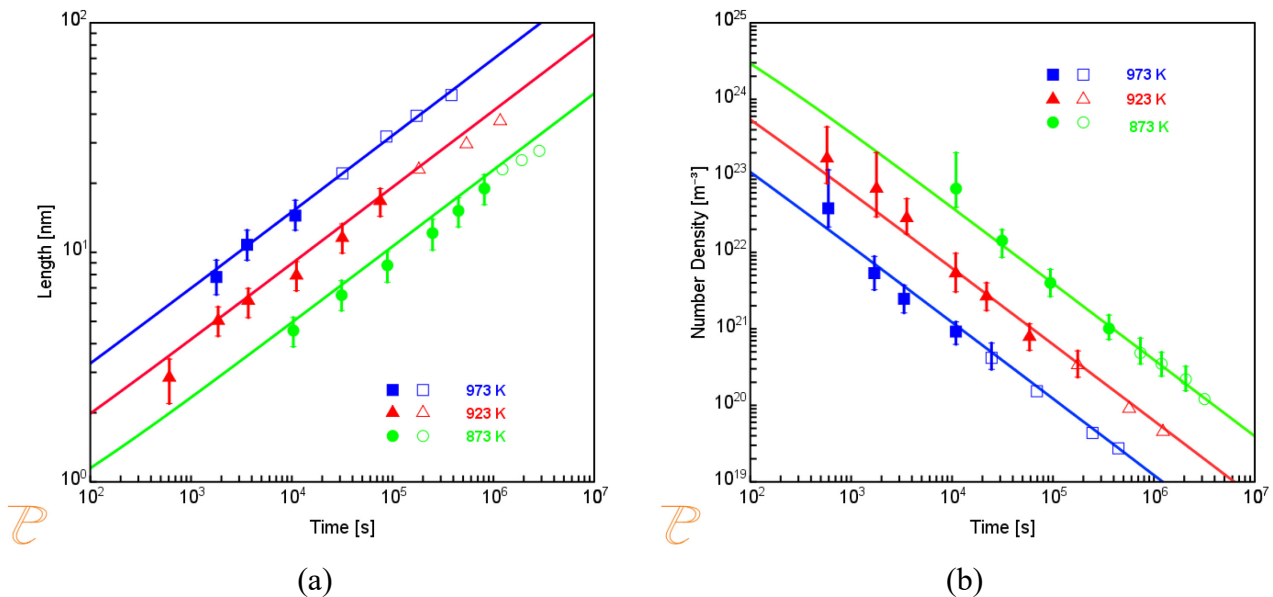 10²
10¹
10⁰
Length [nm]
10² 10³ 10⁴ 10⁵ 10⁶ 10⁷
Time [s]
973 K
923 K
873 K
(a)
10²⁵
10²⁴
10²³
10²²
10²¹
10²⁰
10¹⁹
Number Density [m⁻³]
10² 10³ 10⁴ 10⁵ 10⁶ 10⁷
Time [s]
973 K
923 K
873 K
(b)